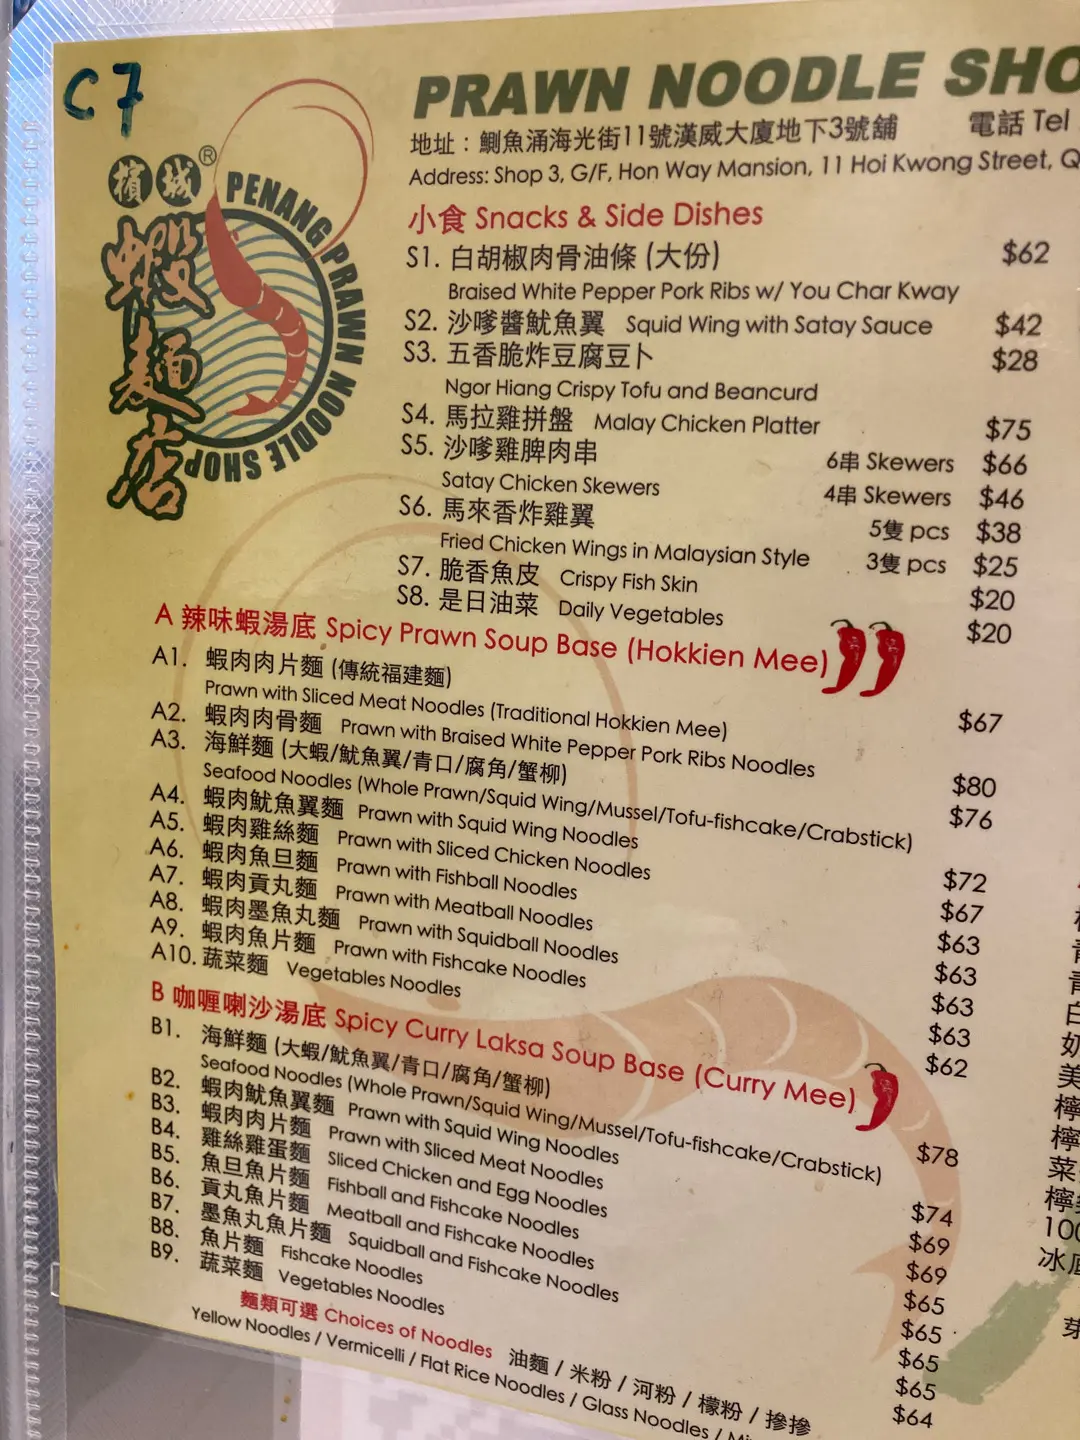 C7
檳城®
蝦麵店
PENANG PRAWN NOODLE SHOP
PRAWN NOODLE SHO
地址：鰂魚涌海光街11號漢威大廈地下3號舖 電話 Tel
Address: Shop 3, G/F, Hon Way Mansion, 11 Hoi Kwong Street, Q
小食 Snacks & Side Dishes
S1. 白胡椒肉骨油條 (大份) $62
Braised White Pepper Pork Ribs w/ You Char Kway
S2. 沙嗲醬魷魚翼 Squid Wing with Satay Sauce $42
S3. 五香脆炸豆腐豆卜 $28
Ngor Hiang Crispy Tofu and Beancurd
S4. 馬拉雞拼盤 Malay Chicken Platter $75
S5. 沙嗲雞脾肉串 6串 Skewers $66
Satay Chicken Skewers 4串 Skewers $46
S6. 馬來香炸雞翼 5隻 pcs $38
Fried Chicken Wings in Malaysian Style 3隻 pcs $25
S7. 脆香魚皮 Crispy Fish Skin $20
S8. 是日油菜 Daily Vegetables $20
A 辣味蝦湯底 Spicy Prawn Soup Base (Hokkien Mee)
A1. 蝦肉肉片麵 (傳統福建麵) $67
Prawn with Sliced Meat Noodles (Traditional Hokkien Mee)
A2. 蝦肉肉骨麵 Prawn with Braised White Pepper Pork Ribs Noodles $80
A3. 海鮮麵 (大蝦/魷魚翼/青口/腐角/蟹柳) $76
Seafood Noodles (Whole Prawn/Squid Wing/Mussel/Tofu-fishcake/Crabstick)
A4. 蝦肉魷魚翼麵 Prawn with Squid Wing Noodles $72
A5. 蝦肉雞絲麵 Prawn with Sliced Chicken Noodles $67
A6. 蝦肉魚旦麵 Prawn with Fishball Noodles $63
A7. 蝦肉貢丸麵 Prawn with Meatball Noodles $63
A8. 蝦肉墨魚丸麵 Prawn with Squidball Noodles $63
A9. 蝦肉魚片麵 Prawn with Fishcake Noodles $63
A10. 蔬菜麵 Vegetables Noodles $62
B 咖喱喇沙湯底 Spicy Curry Laksa Soup Base (Curry Mee)
B1. 海鮮麵 (大蝦/魷魚翼/青口/腐角/蟹柳) $78
Seafood Noodles (Whole Prawn/Squid Wing/Mussel/Tofu-fishcake/Crabstick)
B2. 蝦肉魷魚翼麵 Prawn with Squid Wing Noodles $74
B3. 蝦肉肉片麵 Prawn with Sliced Meat Noodles $69
B4. 雞絲雞蛋麵 Sliced Chicken and Egg Noodles $69
B5. 魚旦魚片麵 Fishball and Fishcake Noodles $65
B6. 貢丸魚片麵 Meatball and Fishcake Noodles $65
B7. 墨魚丸魚片麵 Squidball and Fishcake Noodles $65
B8. 魚片麵 Fishcake Noodles $65
B9. 蔬菜麵 Vegetables Noodles $64
麵類可選 Choices of Noodles 油麵 / 米粉 / 河粉 / 檬粉 / 摻摻
Yellow Noodles / Vermicelli / Flat Rice Noodles / Glass Noodles /
白
奶
美
檸
檸
菜
檸
100
冰
芽